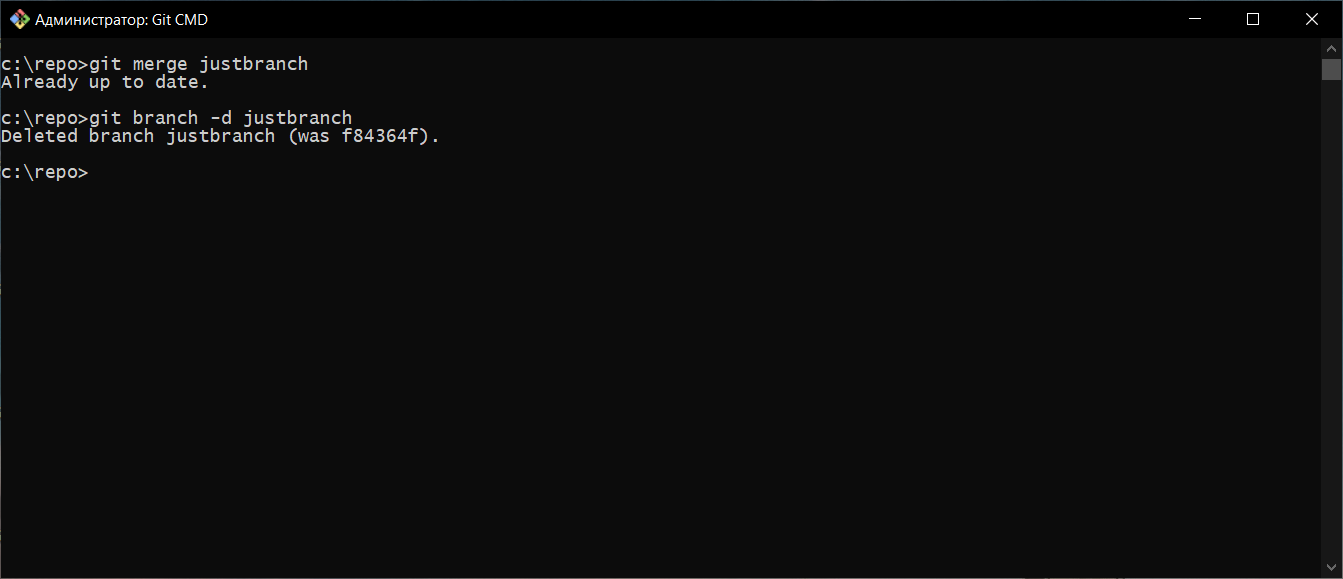 Администратор: Git CMD
c:\repo>git merge justbranch
Already up to date.
c:\repo>git branch -d justbranch
Deleted branch justbranch (was f84364f).
c:\repo>